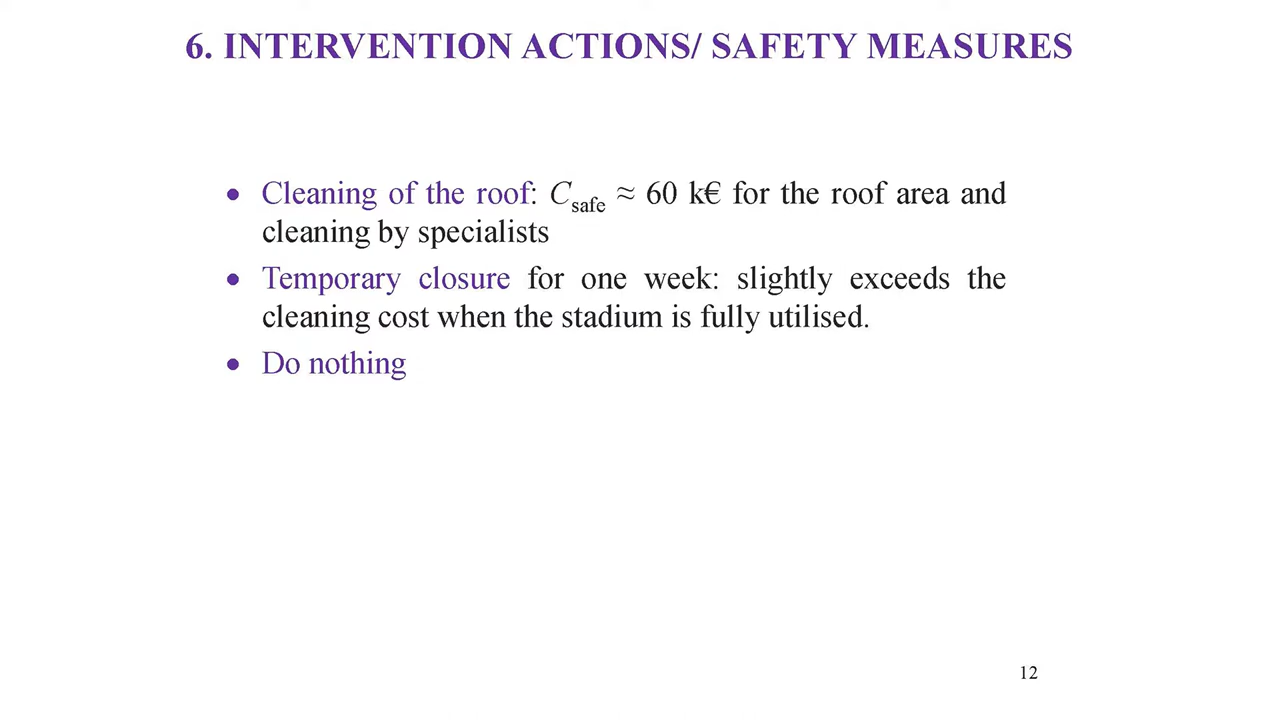 6. INTERVENTION ACTIONS/ SAFETY MEASURES
• Cleaning of the roof: Csafe ≈ 60 k€ for the roof area and
cleaning by specialists
• Temporary closure for one week: slightly exceeds the
cleaning cost when the stadium is fully utilised.
• Do nothing
12